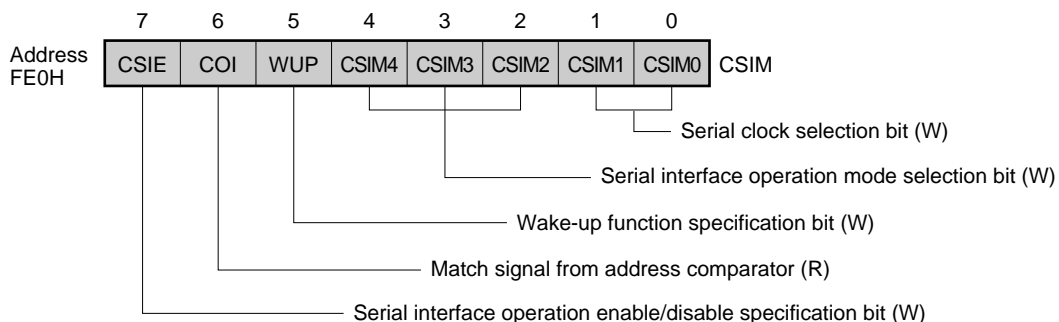 7 6 5 4 3 2 1 0
Address
FE0H
CSIE COI WUP CSIM4 CSIM3 CSIM2 CSIM1 CSIM0 CSIM
Serial clock selection bit (W)
Serial interface operation mode selection bit (W)
Wake-up function specification bit (W)
Match signal from address comparator (R)
Serial interface operation enable/disable specification bit (W)